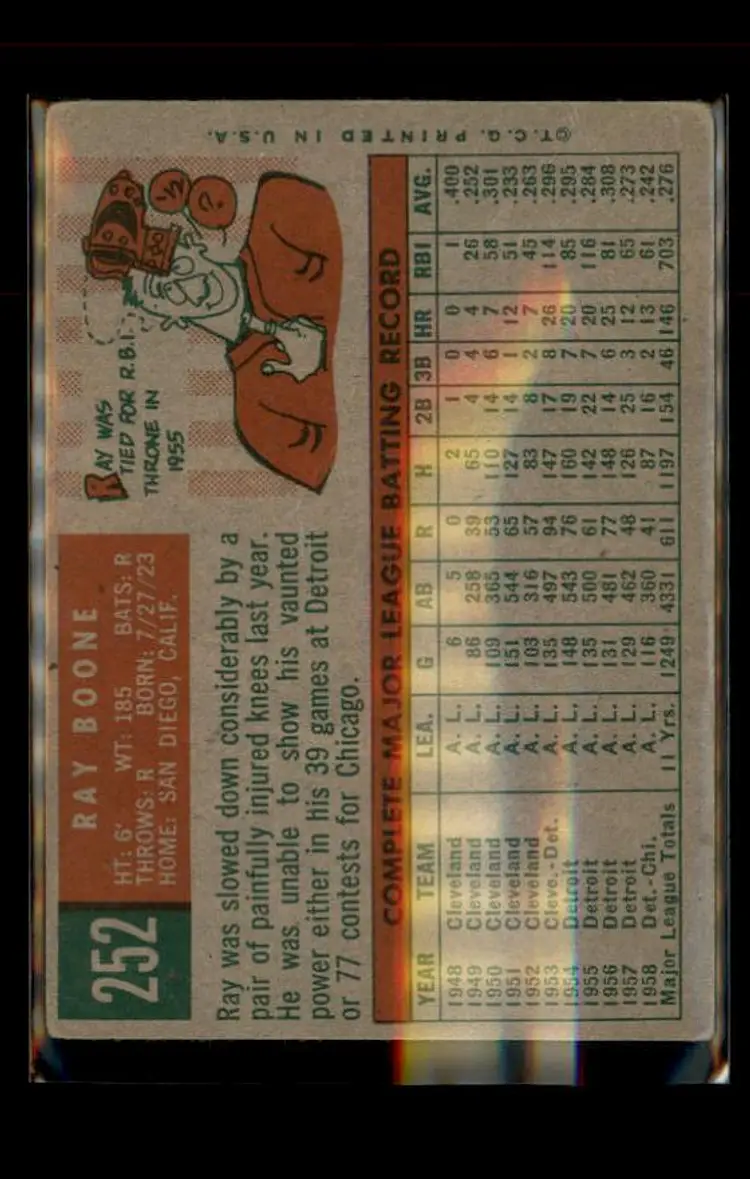 252
RAY BOONE
HT: 6' WT: 185 BATS: R
THROWS: R BORN: 7/27/23
HOME: SAN DIEGO, CALIF.
RAY WAS
TIED FOR R.B.I.
THRONE IN
1955
Ray was slowed down considerably by a
pair of painfully injured knees last year.
He was unable to show his vaunted
power either in his 39 games at Detroit
or 77 contests for Chicago.
COMPLETE MAJOR LEAGUE BATTING RECORD
YEAR TEAM LEA. G AB R H 2B 3B HR RBI AVG.
1948 Cleveland A. L. 6 5 0 2 1 0 0 1 .400
1949 Cleveland A. L. 86 258 39 65 4 4 4 26 .252
1950 Cleveland A. L. 109 365 53 110 14 6 7 58 .301
1951 Cleveland A. L. 151 544 65 127 14 1 12 51 .233
1952 Cleveland A. L. 103 316 57 83 8 2 7 45 .263
1953 Cleve.-Det. A. L. 135 497 94 147 17 8 26 114 .296
1954 Detroit A. L. 148 543 76 160 19 7 20 85 .295
1955 Detroit A. L. 135 500 61 142 22 7 20 116 .284
1956 Detroit A. L. 131 481 77 148 14 6 25 81 .308
1957 Detroit A. L. 129 462 48 126 25 3 12 65 .273
1958 Det.-Chi. A. L. 116 360 41 87 16 2 13 61 .242
Major League Totals 11 Yrs. 1249 4331 611 1197 154 46 146 703 .276
©T.C.G. PRINTED IN U.S.A.